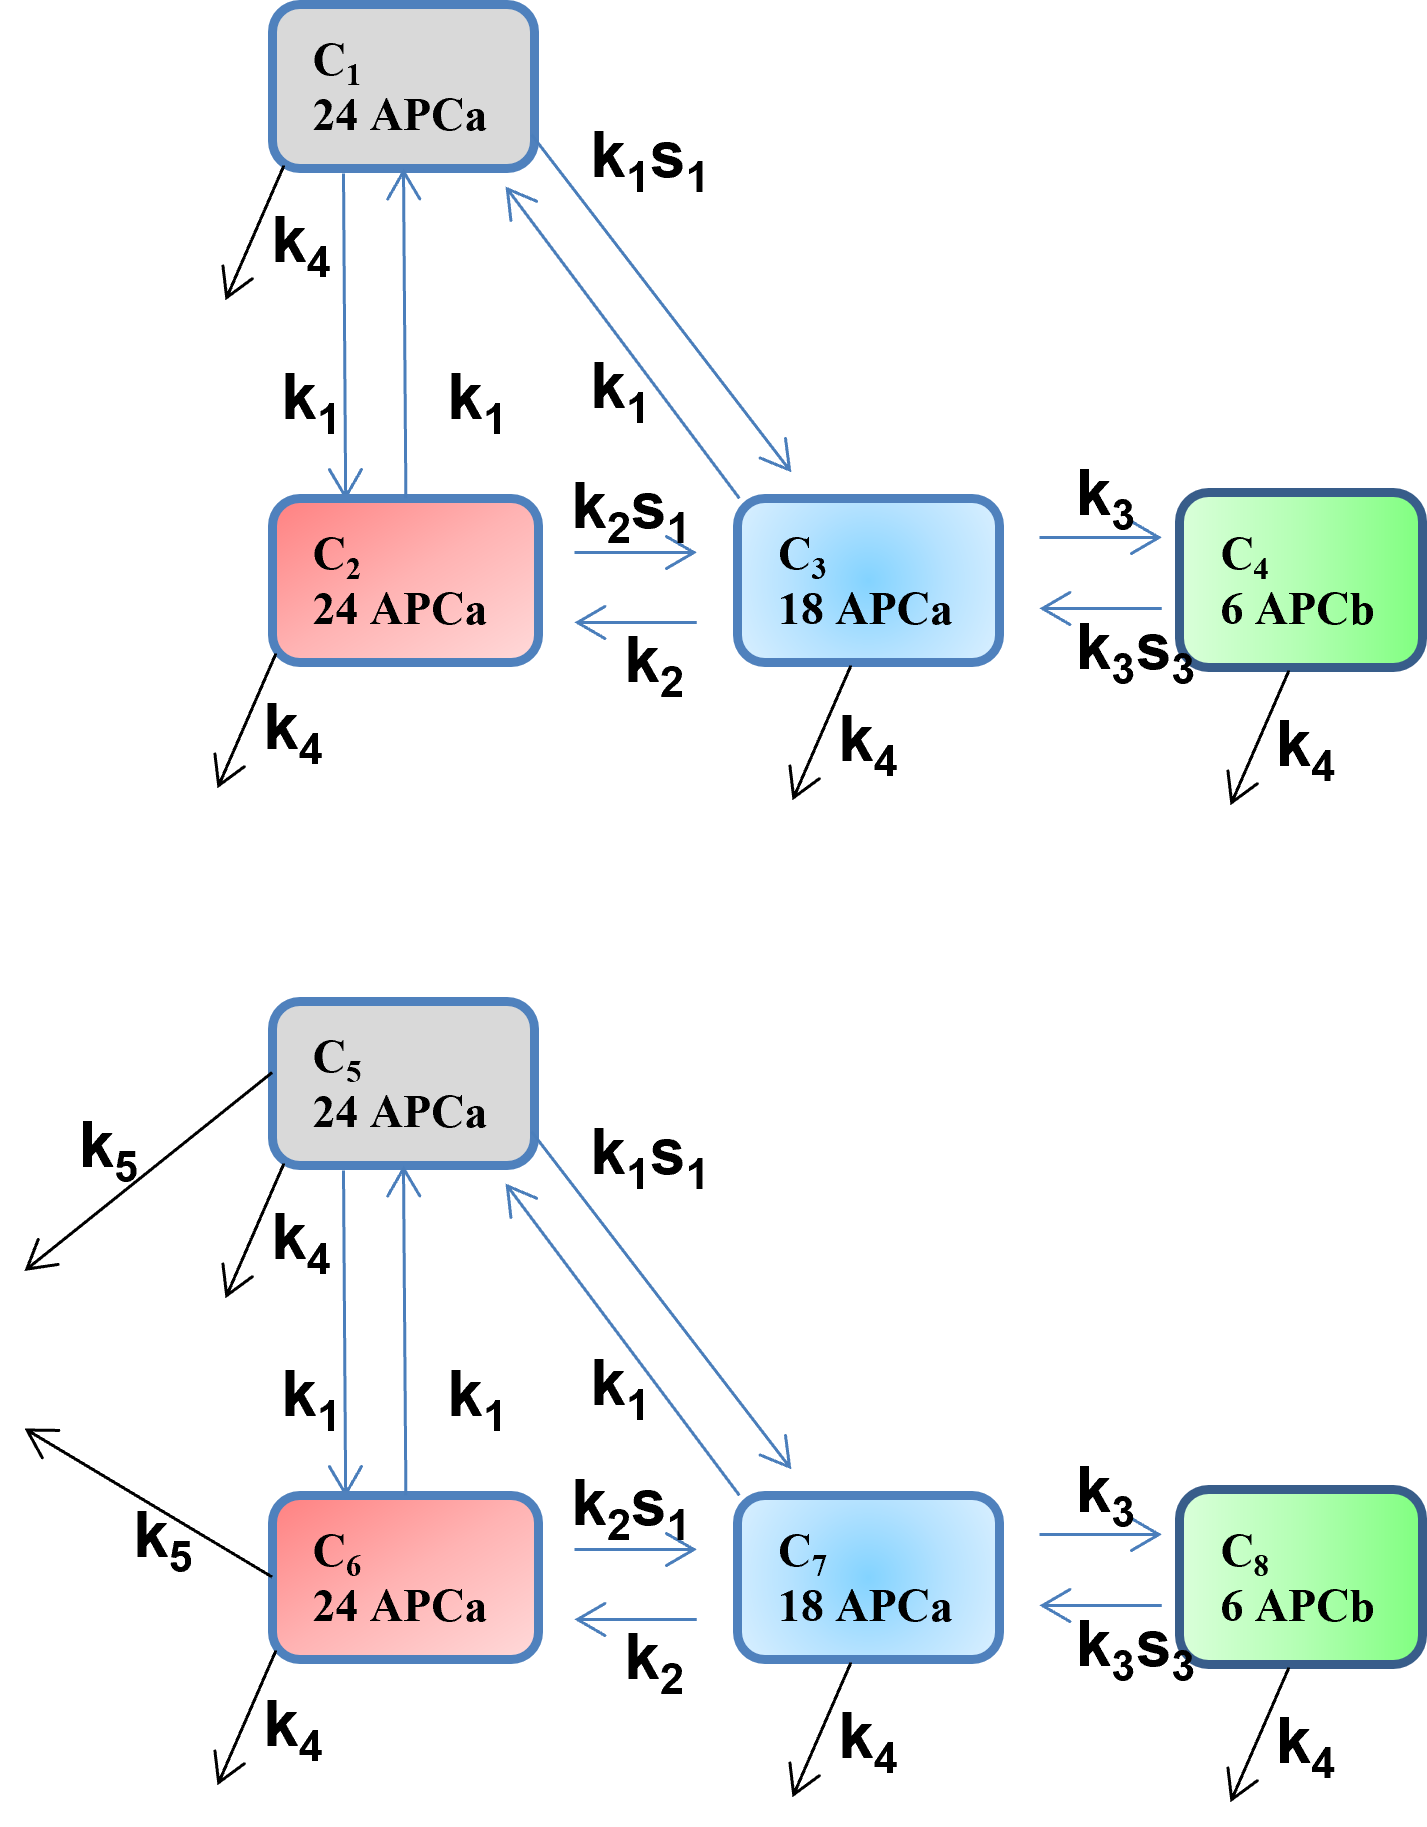 C₁
24 APCa
k₁s₁
k₄
k₁
k₁
k₁
k₂s₁
k₃
C₂
24 APCa
C₃
18 APCa
C₄
6 APCb
k₂
k₃s₃
k₄
k₄
k₄
C₅
24 APCa
k₅
k₁s₁
k₄
k₁
k₁
k₁
k₂s₁
k₃
k₅
C₆
24 APCa
C₇
18 APCa
C₈
6 APCb
k₂
k₃s₃
k₄
k₄
k₄